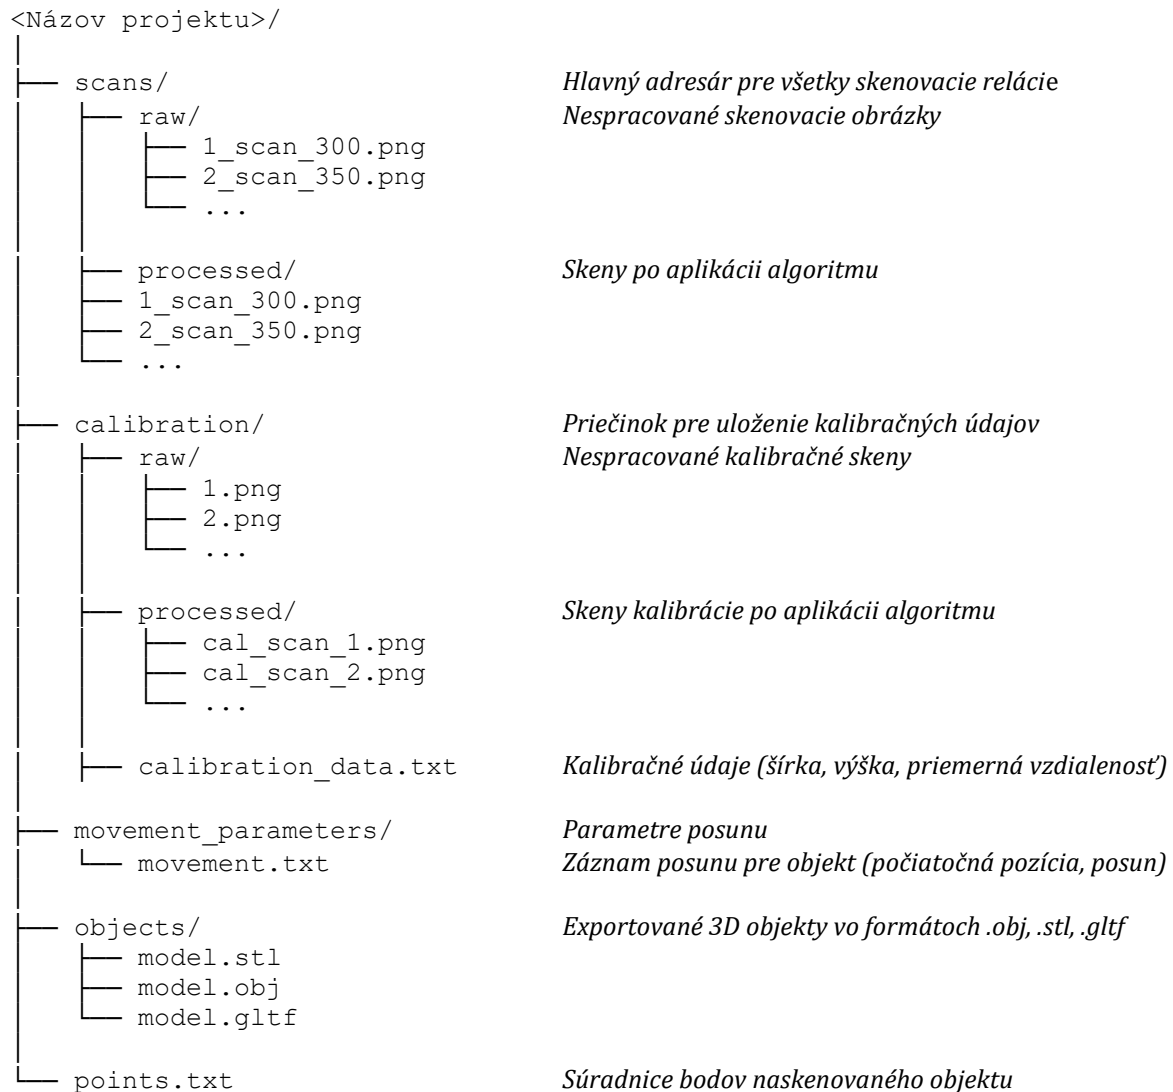 <Názov projektu>/
│
├── scans/ Hlavný adresár pre všetky skenovacie relácie
│ ├── raw/ Nespracované skenovacie obrázky
│ │ ├── 1_scan_300.png
│ │ ├── 2_scan_350.png
│ │ └── ...
│ │
│ ├── processed/ Skeny po aplikácii algoritmu
│ ├── 1_scan_300.png
│ ├── 2_scan_350.png
│ └── ...
│
├── calibration/ Priečinok pre uloženie kalibračných údajov
│ ├── raw/ Nespracované kalibračné skeny
│ │ ├── 1.png
│ │ ├── 2.png
│ │ └── ...
│ │
│ ├── processed/ Skeny kalibrácie po aplikácii algoritmu
│ │ ├── cal_scan_1.png
│ │ ├── cal_scan_2.png
│ │ └── ...
│ │
│ ├── calibration_data.txt Kalibračné údaje (šírka, výška, priemerná vzdialenosť)
│
├── movement_parameters/ Parametre posunu
│ └── movement.txt Záznam posunu pre objekt (počiatočná pozícia, posun)
│
├── objects/ Exportované 3D objekty vo formátoch .obj, .stl, .gltf
│ ├── model.stl
│ ├── model.obj
│ └── model.gltf
│
└── points.txt Súradnice bodov naskenovaného objektu